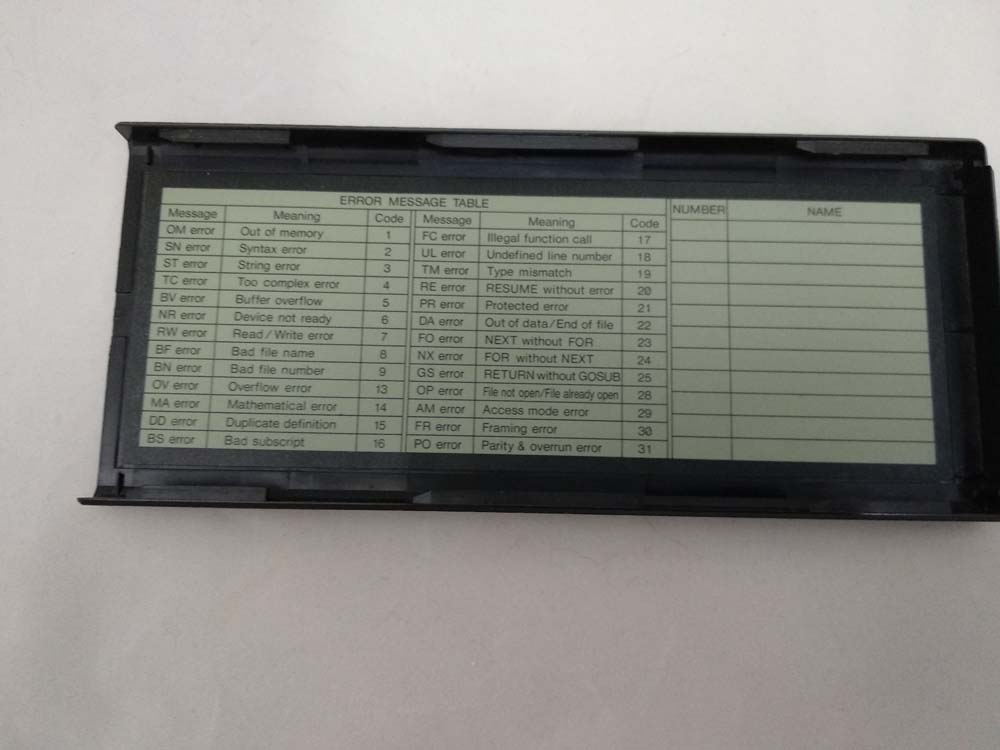 ERROR MESSAGE TABLE
Message Meaning Code Message Meaning Code NUMBER NAME
OM error Out of memory 1 FC error Illegal function call 17
SN error Syntax error 2 UL error Undefined line number 18
ST error String error 3 TM error Type mismatch 19
TC error Too complex error 4 RE error RESUME without error 20
BV error Buffer overflow 5 PR error Protected error 21
NR error Device not ready 6 DA error Out of data/End of file 22
RW error Read/Write error 7 FO error NEXT without FOR 23
BF error Bad file name 8 NX error FOR without NEXT 24
BN error Bad file number 9 GS error RETURN without GOSUB 25
OV error Overflow error 13 OP error File not open/File already open 28
MA error Mathematical error 14 AM error Access mode error 29
DD error Duplicate definition 15 FR error Framing error 30
BS error Bad subscript 16 PO error Parity & overrun error 31